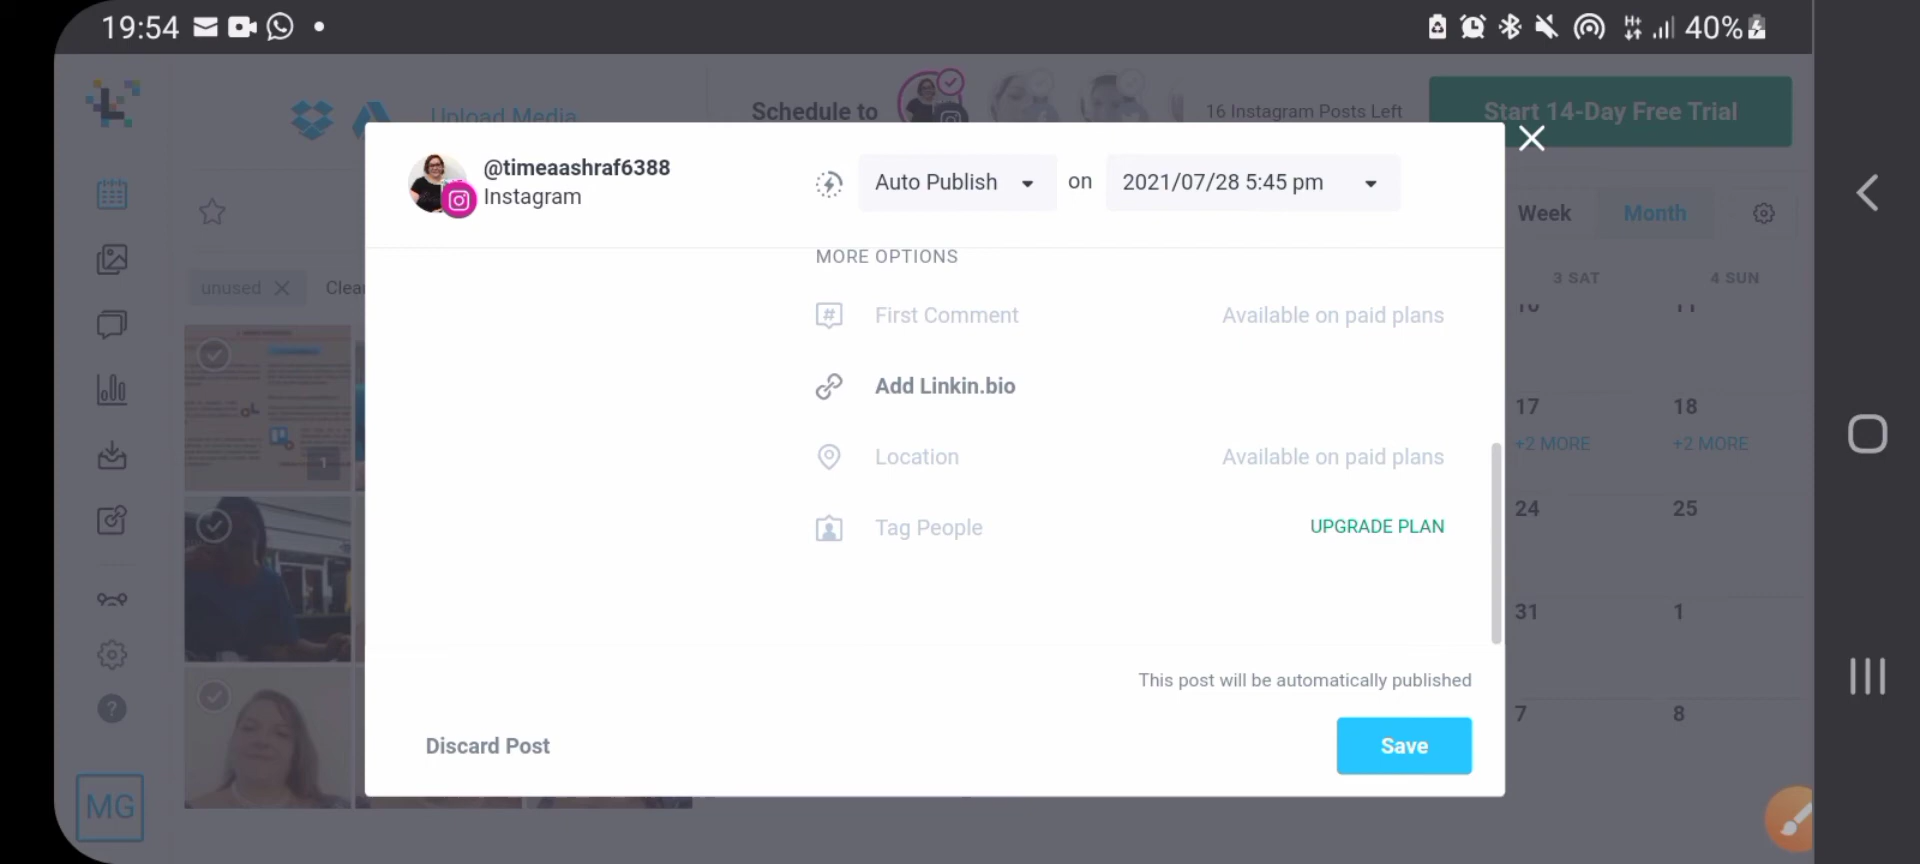 19:54
40%
Upload Media
Schedule to
16 Instagram Posts Left
Start 14-Day Free Trial
@timeaashraf6388
Instagram
Auto Publish
on
2021/07/28 5:45 pm
Week
Month
unused
Clea
3 SAT
4 SUN
MORE OPTIONS
First Comment
Available on paid plans
Add Linkin.bio
Location
Available on paid plans
Tag People
UPGRADE PLAN
17
18
+2 MORE
+2 MORE
24
25
31
1
7
8
1
This post will be automatically published
Discard Post
Save
MG